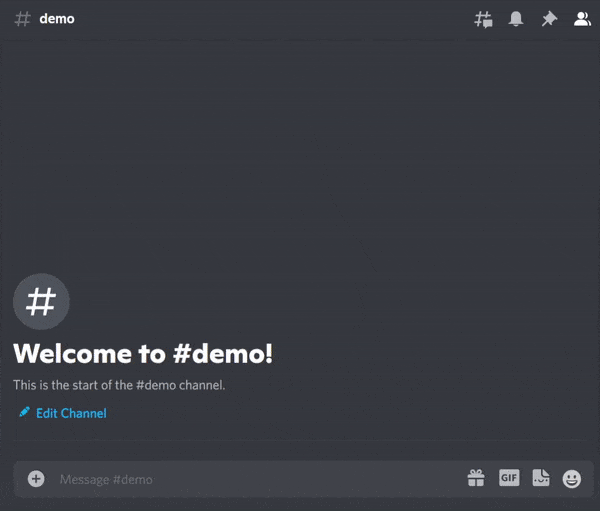 # demo
#
Welcome to #demo!
This is the start of the #demo channel.
Edit Channel
Message #demo
GIF